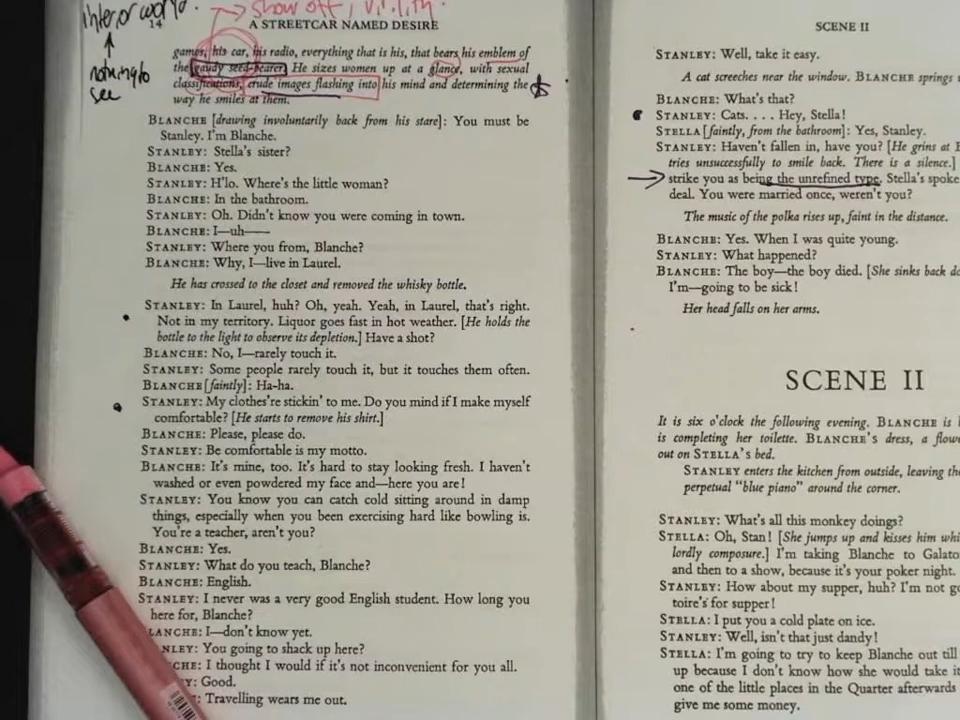 interior world.
nothing to
see
show off, virility.
14 A STREETCAR NAMED DESIRE
games, his car, his radio, everything that is his, that bears his emblem of
the gaudy seed-bearer. He sizes women up at a glance, with sexual
classifications, crude images flashing into his mind and determining the
way he smiles at them.
BLANCHE [drawing involuntarily back from his stare]: You must be
Stanley. I'm Blanche.
STANLEY: Stella's sister?
BLANCHE: Yes.
STANLEY: H'lo. Where's the little woman?
BLANCHE: In the bathroom.
STANLEY: Oh. Didn't know you were coming in town.
BLANCHE: I—uh——
STANLEY: Where you from, Blanche?
BLANCHE: Why, I—live in Laurel.
He has crossed to the closet and removed the whisky bottle.
STANLEY: In Laurel, huh? Oh, yeah. Yeah, in Laurel, that's right.
Not in my territory. Liquor goes fast in hot weather. [He holds the
bottle to the light to observe its depletion.] Have a shot?
BLANCHE: No, I—rarely touch it.
STANLEY: Some people rarely touch it, but it touches them often.
BLANCHE [faintly]: Ha-ha.
STANLEY: My clothes're stickin' to me. Do you mind if I make myself
comfortable? [He starts to remove his shirt.]
BLANCHE: Please, please do.
STANLEY: Be comfortable is my motto.
BLANCHE: It's mine, too. It's hard to stay looking fresh. I haven't
washed or even powdered my face and—here you are!
STANLEY: You know you can catch cold sitting around in damp
things, especially when you been exercising hard like bowling is.
You're a teacher, aren't you?
BLANCHE: Yes.
STANLEY: What do you teach, Blanche?
BLANCHE: English.
STANLEY: I never was a very good English student. How long you
here for, Blanche?
LANCHE: I—don't know yet.
NLEY: You going to shack up here?
CHE: I thought I would if it's not inconvenient for you all.
Y: Good.
: Travelling wears me out.
SCENE II
STANLEY: Well, take it easy.
A cat screeches near the window. BLANCHE springs
BLANCHE: What's that?
STANLEY: Cats. . . . Hey, Stella!
STELLA [faintly, from the bathroom]: Yes, Stanley.
STANLEY: Haven't fallen in, have you? [He grins at
tries unsuccessfully to smile back. There is a silence.]
strike you as being the unrefined type. Stella's spoke
deal. You were married once, weren't you?
The music of the polka rises up, faint in the distance.
BLANCHE: Yes. When I was quite young.
STANLEY: What happened?
BLANCHE: The boy—the boy died. [She sinks back
I'm—going to be sick!
Her head falls on her arms.
SCENE II
It is six o'clock the following evening. BLANCHE is
is completing her toilette. BLANCHE'S dress, a
out on STELLA'S bed.
STANLEY enters the kitchen from outside, leaving the
perpetual "blue piano" around the corner.
STANLEY: What's all this monkey doings?
STELLA: Oh, Stan! [She jumps up and kisses him
lordly composure.] I'm taking Blanche to
and then to a show, because it's your poker night.
STANLEY: How about my supper, huh? I'm not
toire's for supper!
STELLA: I put you a cold plate on ice.
STANLEY: Well, isn't that just dandy!
STELLA: I'm going to try to keep Blanche out till
up because I don't know how she would take
one of the little places in the Quarter afterwards
give me some money.